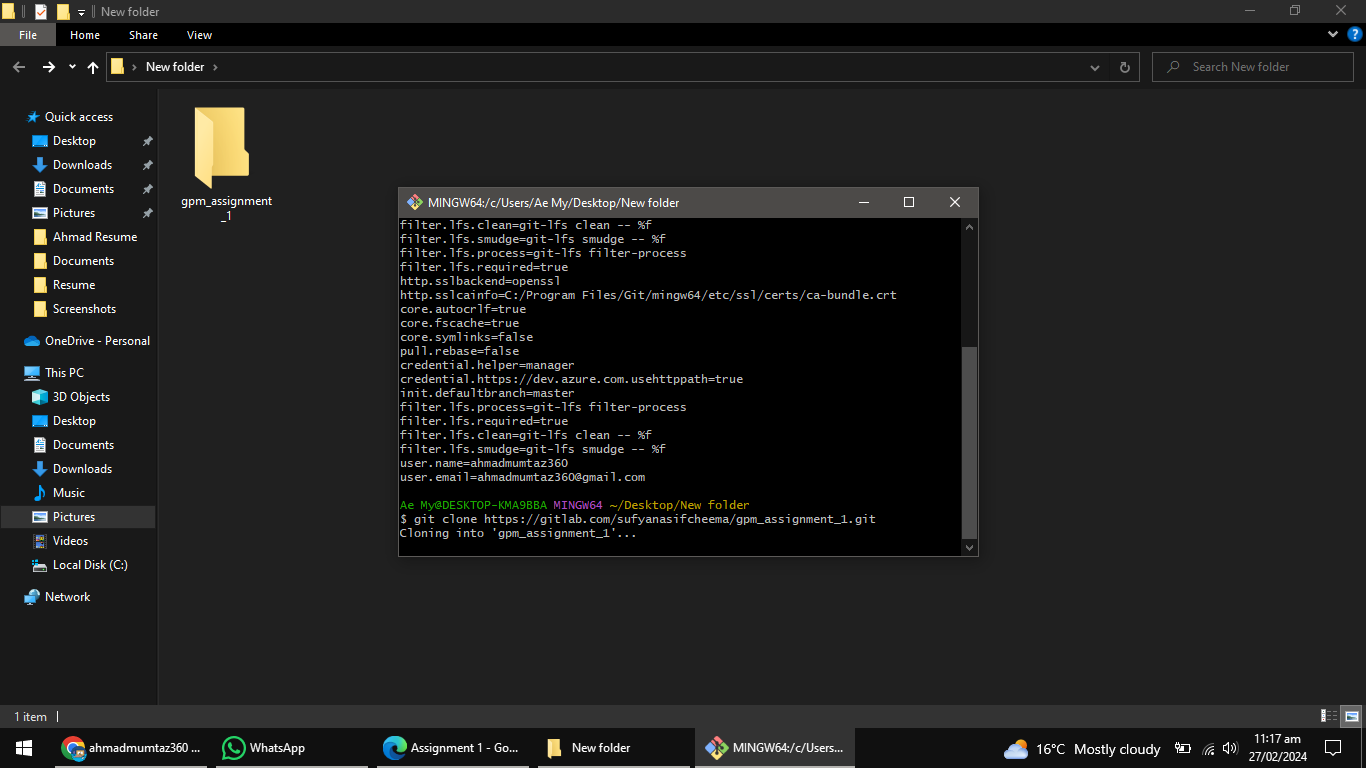 New folder
File Home Share View
New folder
Search New folder
Quick access
Desktop
Downloads
Documents
Pictures
Ahmad Resume
Documents
Resume
Screenshots
OneDrive - Personal
This PC
3D Objects
Desktop
Documents
Downloads
Music
Pictures
Videos
Local Disk (C:)
Network
gpm_assignment
_1
MINGW64:/c/Users/Ae My/Desktop/New folder
filter.lfs.clean=git-lfs clean -- %f
filter.lfs.smudge=git-lfs smudge -- %f
filter.lfs.process=git-lfs filter-process
filter.lfs.required=true
http.sslbackend=openssl
http.sslcainfo=C:/Program Files/Git/mingw64/etc/ssl/certs/ca-bundle.crt
core.autocrlf=true
core.fscache=true
core.symlinks=false
pull.rebase=false
credential.helper=manager
credential.https://dev.azure.com.usehttppath=true
init.defaultbranch=master
filter.lfs.process=git-lfs filter-process
filter.lfs.required=true
filter.lfs.clean=git-lfs clean -- %f
filter.lfs.smudge=git-lfs smudge -- %f
user.name=ahmadmumtaz360
user.email=ahmadmumtaz360@gmail.com
Ae My@DESKTOP-KMA9BBA MINGW64 ~/Desktop/New folder
$ git clone https://gitlab.com/sufyanasifcheema/gpm_assignment_1.git
Cloning into 'gpm_assignment_1'...
1 item
ahmadmumtaz360 ...
WhatsApp
Assignment 1 - Go...
New folder
MINGW64:/c/Users...
16°C Mostly cloudy
11:17 am
27/02/2024